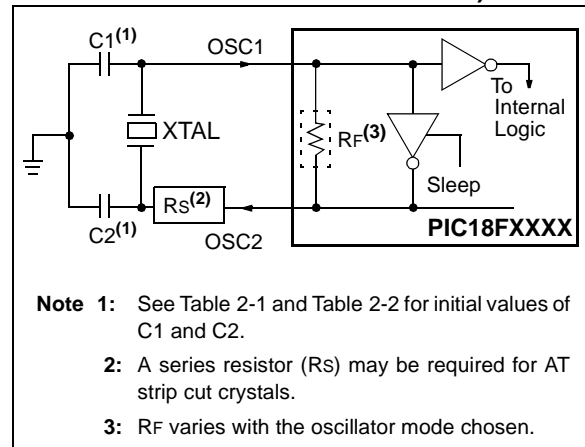 C1(1)
OSC1
To
Internal
Logic
XTAL
RF(3)
Sleep
RS(2)
C2(1)
OSC2
PIC18FXXXX
Note 1: See Table 2-1 and Table 2-2 for initial values of
C1 and C2.
2: A series resistor (RS) may be required for AT
strip cut crystals.
3: RF varies with the oscillator mode chosen.